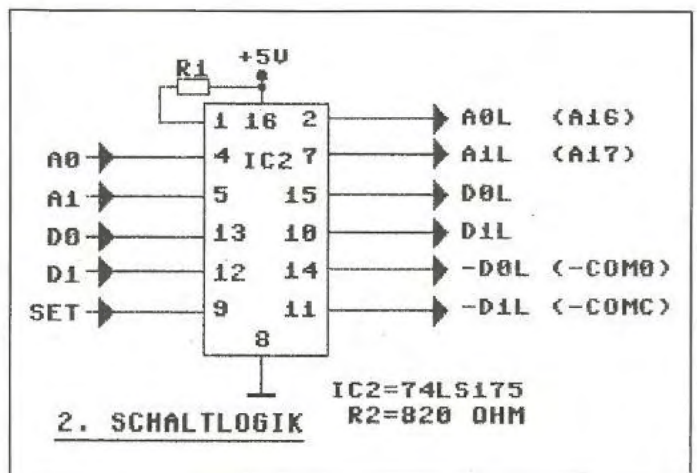 +5V
R1
1 16 2 A0L (A16)
A0 4 IC2 7 A1L (A17)
A1 5 15 D0L
D0 13 10 D1L
D1 12 14 -D0L (-COM0)
SET 9 11 -D1L (-COMC)
8
IC2=74LS175
2. SCHALTLOGIK R2=820 OHM